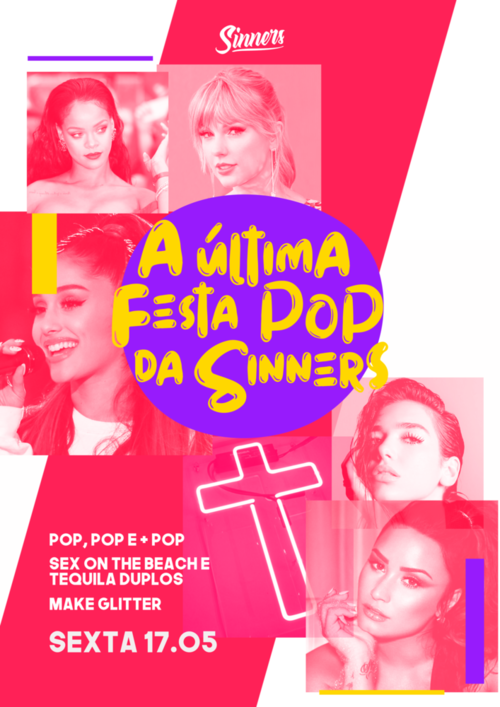 Sinners
A ÚLTIMA
FESTA POP
DA SINNERS
POP, POP E + POP
SEX ON THE BEACH E
TEQUILA DUPLOS
MAKE GLITTER
SEXTA 17.05